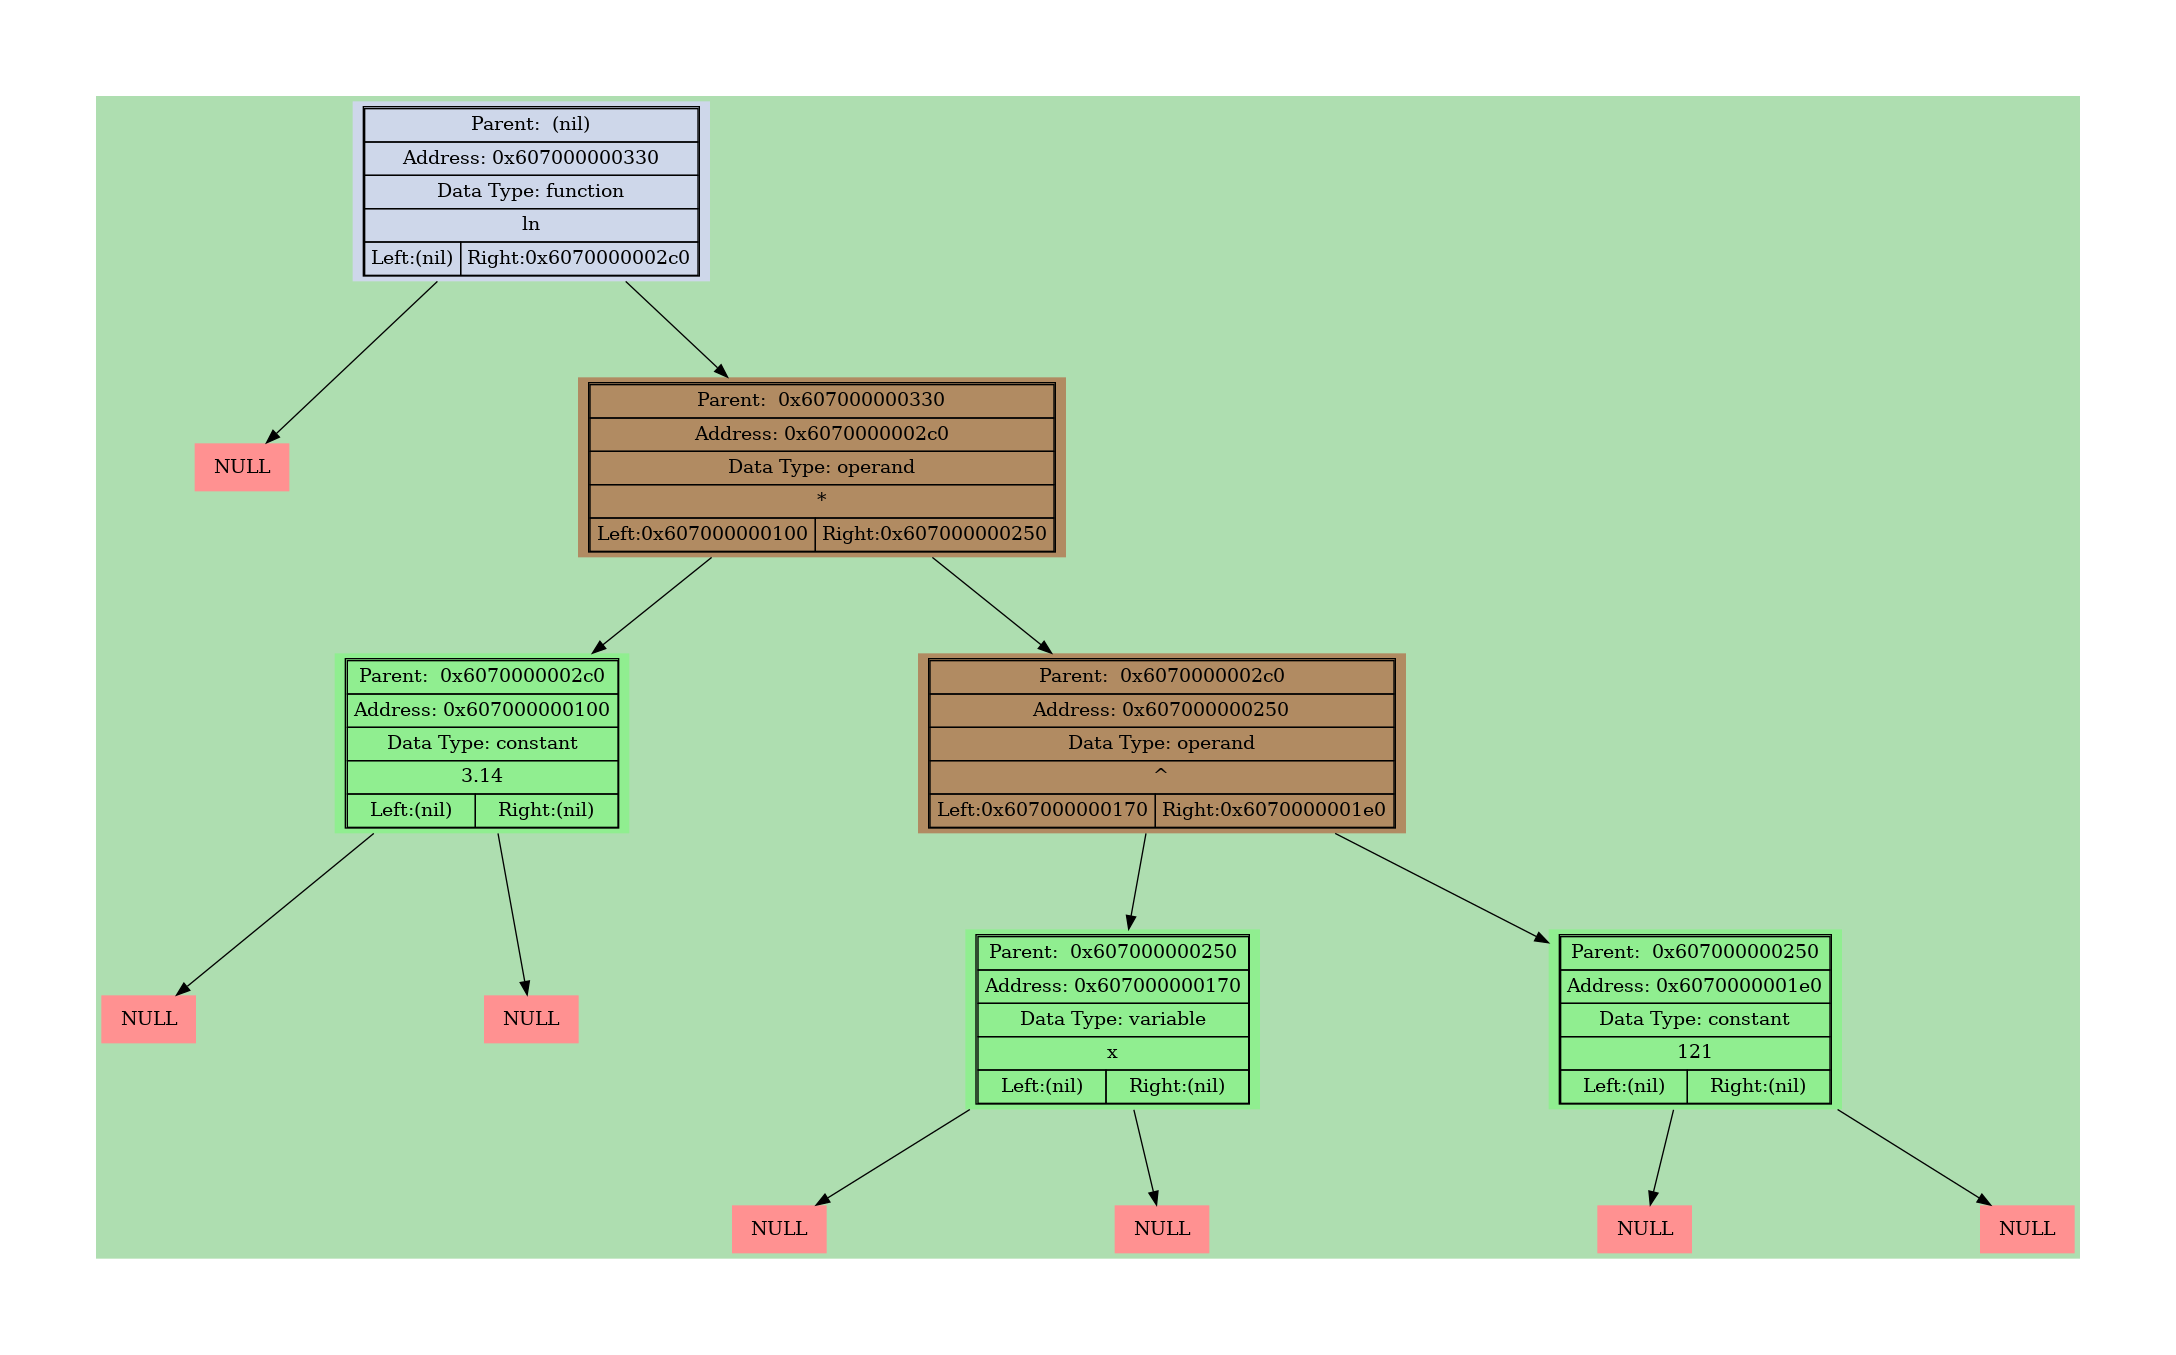 Parent:  (nil)
Address: 0x607000000330
Data Type: function
ln
Left:(nil) Right:0x6070000002c0
NULL
Parent:  0x607000000330
Address: 0x6070000002c0
Data Type: operand
*
Left:0x607000000100 Right:0x607000000250
Parent:  0x6070000002c0
Address: 0x607000000100
Data Type: constant
3.14
Left:(nil) Right:(nil)
Parent:  0x6070000002c0
Address: 0x607000000250
Data Type: operand
^
Left:0x607000000170 Right:0x6070000001e0
NULL
NULL
Parent:  0x607000000250
Address: 0x607000000170
Data Type: variable
x
Left:(nil) Right:(nil)
Parent:  0x607000000250
Address: 0x6070000001e0
Data Type: constant
121
Left:(nil) Right:(nil)
NULL
NULL
NULL
NULL